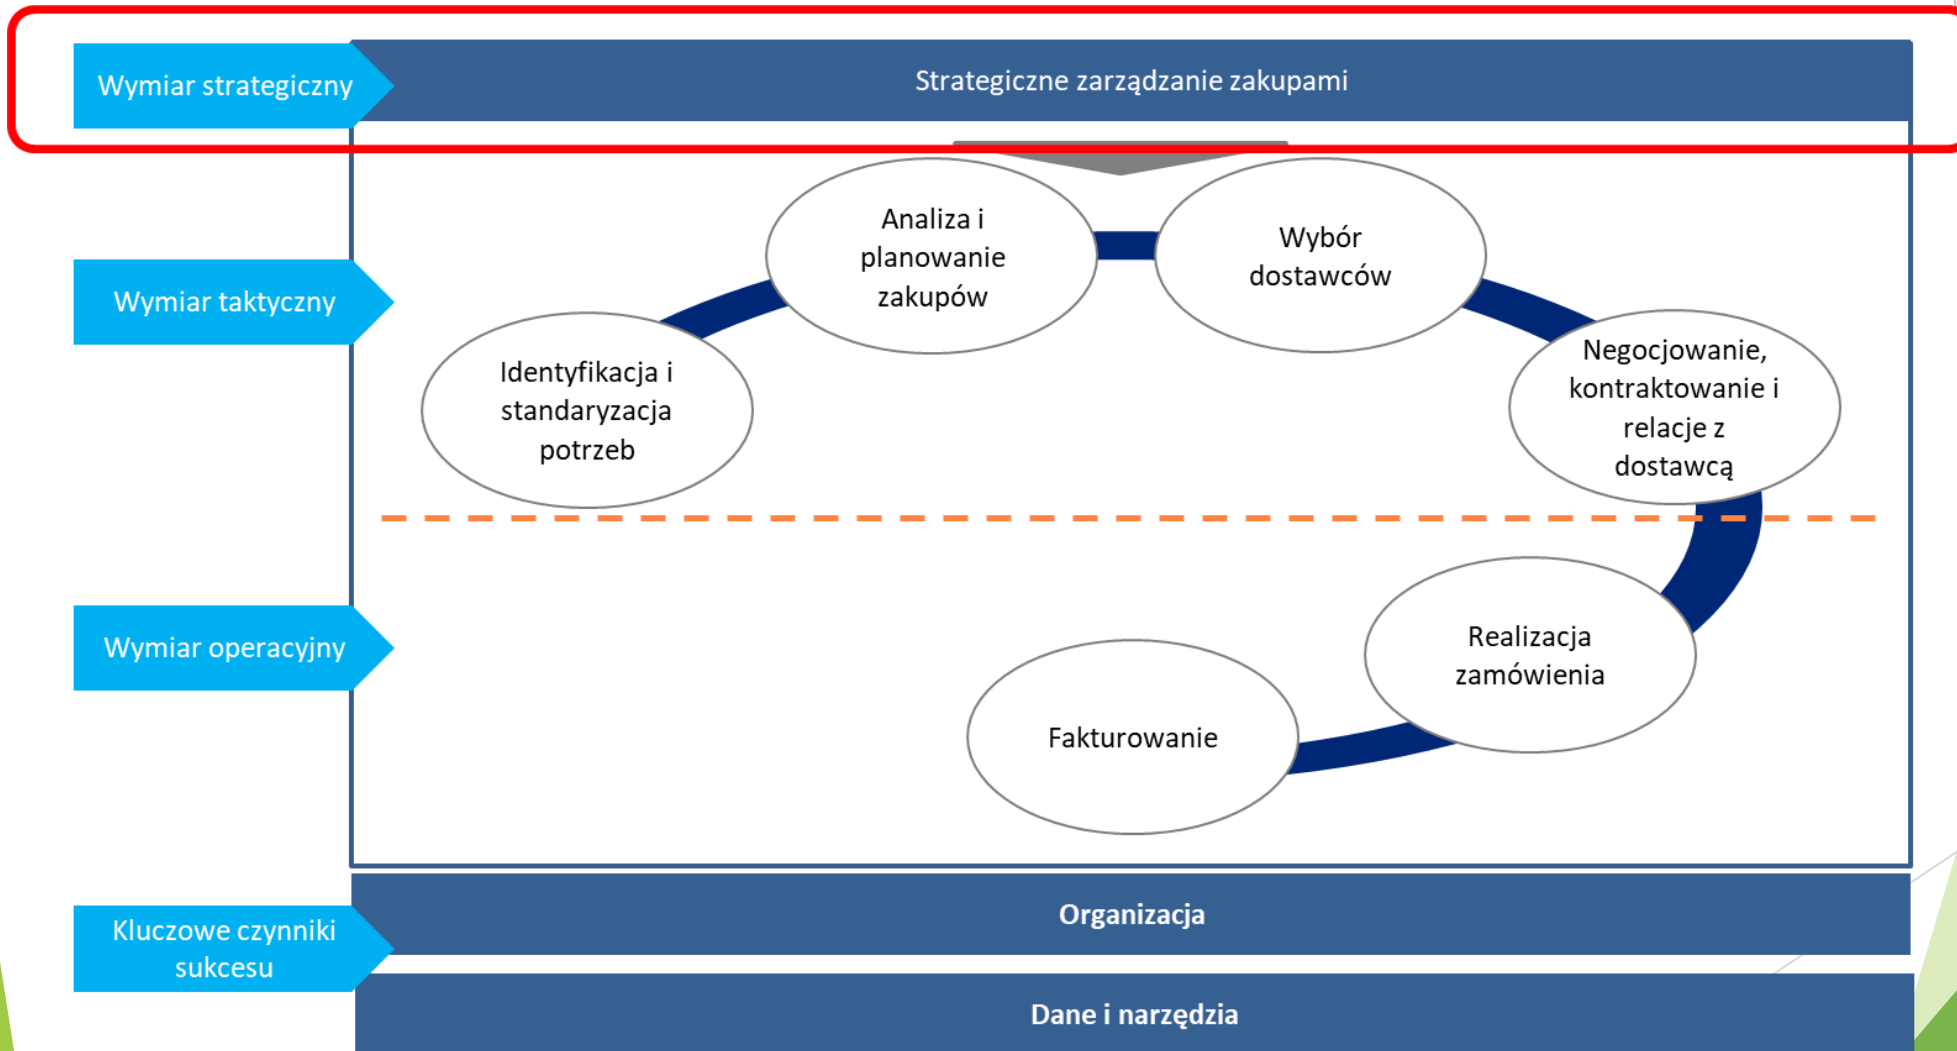 Wymiar strategiczny
Strategiczne zarządzanie zakupami
Wymiar taktyczny
Identyfikacja i
standaryzacja
potrzeb
Analiza i
planowanie
zakupów
Wybór
dostawców
Negocjowanie,
kontraktowanie i
relacje z
dostawcą
Wymiar operacyjny
Realizacja
zamówienia
Fakturowanie
Kluczowe czynniki
sukcesu
Organizacja
Dane i narzędzia